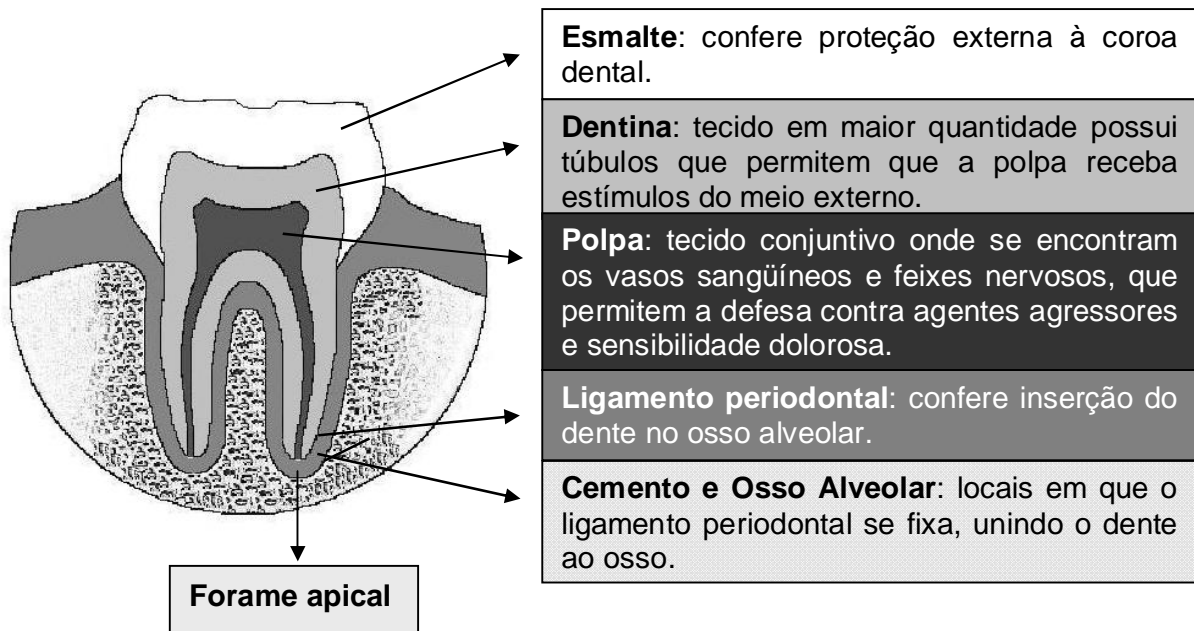 Esmalte: confere proteção externa à coroa
dental.
Dentina: tecido em maior quantidade possui
túbulos que permitem que a polpa receba
estímulos do meio externo.
Polpa: tecido conjuntivo onde se encontram
os vasos sangüíneos e feixes nervosos, que
permitem a defesa contra agentes agressores
e sensibilidade dolorosa.
Ligamento periodontal: confere inserção do
dente no osso alveolar.
Cemento e Osso Alveolar: locais em que o
ligamento periodontal se fixa, unindo o dente
ao osso.
Forame apical